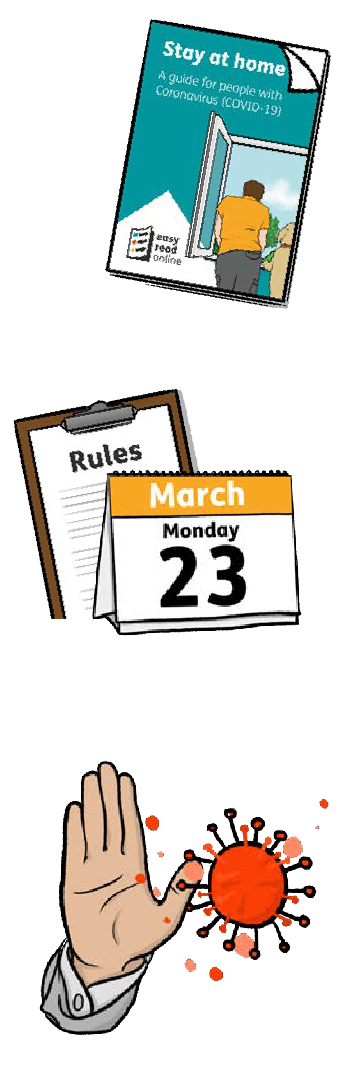 Stay at home
A guide for people with
Coronavirus (COVID-19)
easy
read
online
Rules
March
Monday
23